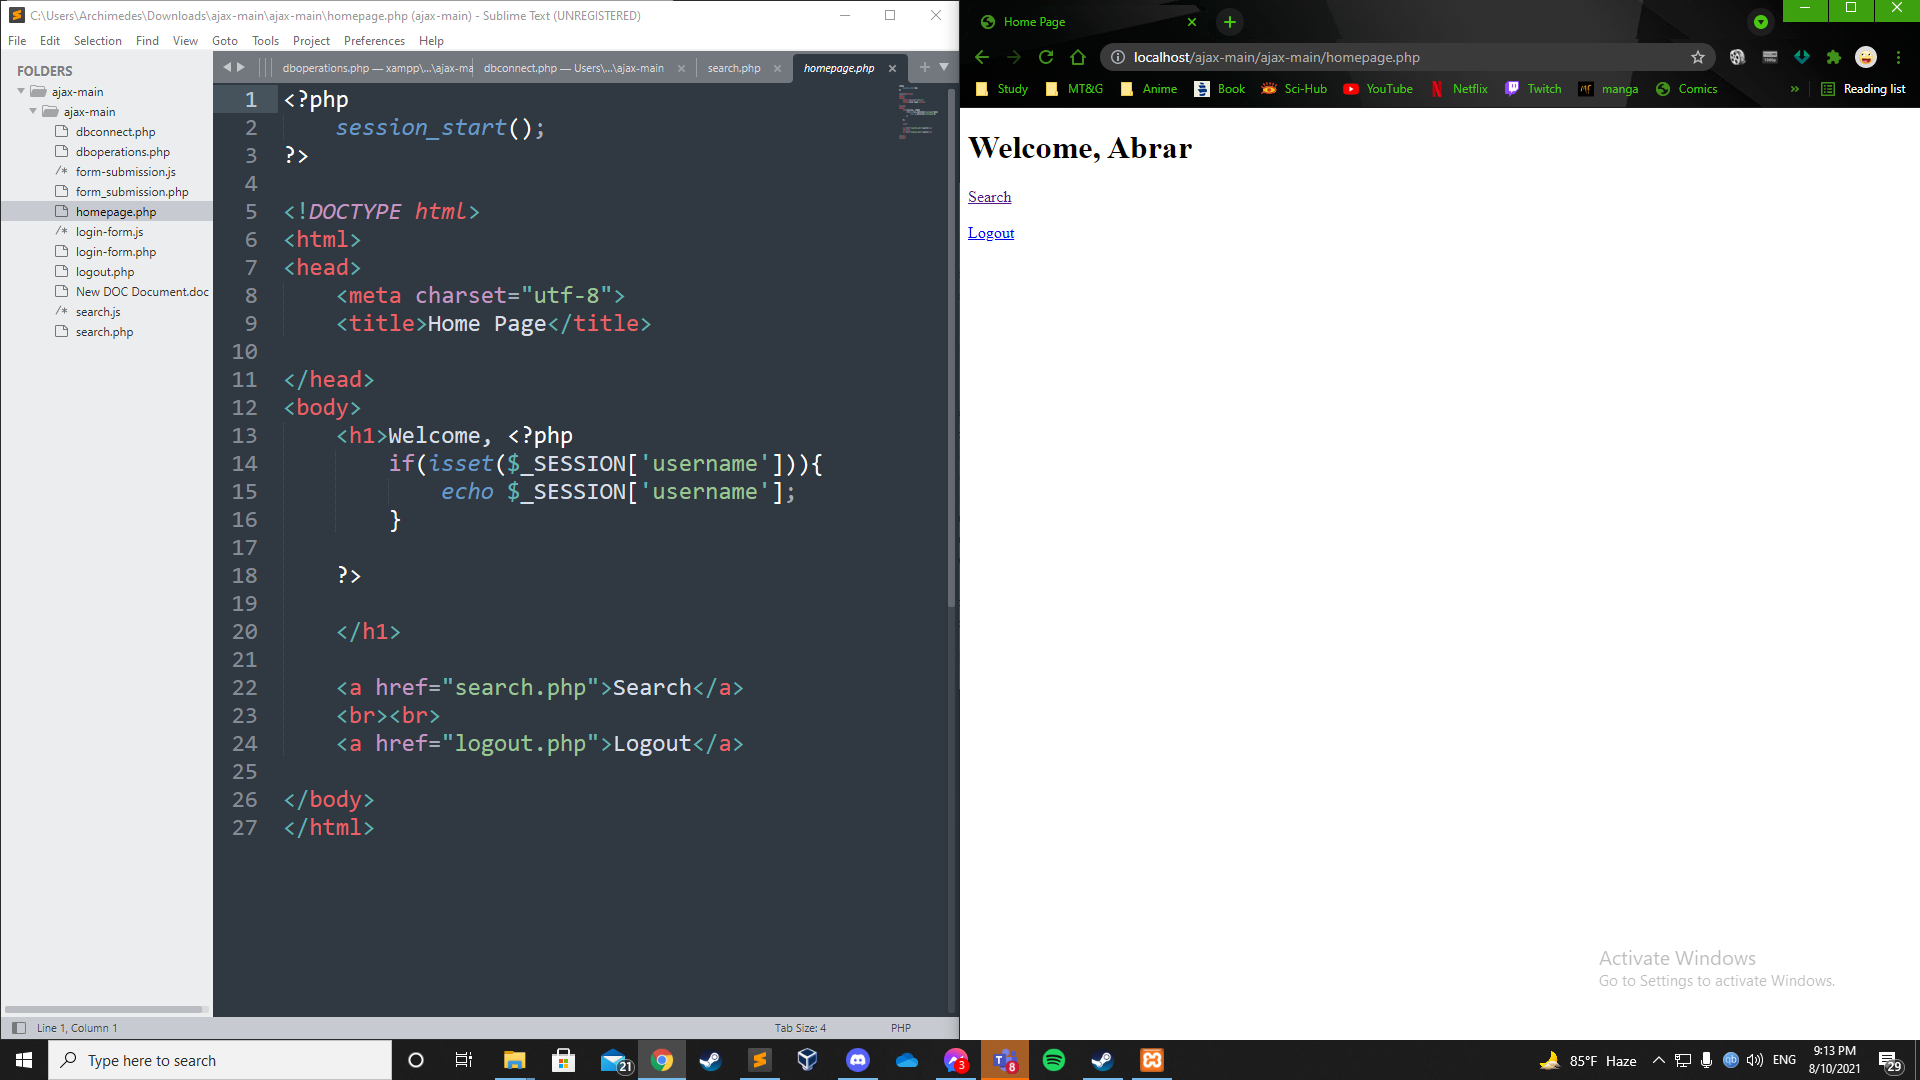 C:\Users\Archimedes\Downloads\ajax-main\ajax-main\homepage.php (ajax-main) - Sublime Text (UNREGISTERED)
File Edit Selection Find View Goto Tools Project Preferences Help
FOLDERS
ajax-main
ajax-main
dbconnect.php
dboperations.php
/* form-submission.js
form_submission.php
homepage.php
/* login-form.js
login-form.php
logout.php
New DOC Document.doc
/* search.js
search.php
dboperations.php — xampp\...\ajax-ma dbconnect.php — Users\...\ajax-main search.php homepage.php
1 <?php
2 session_start();
3 ?>
4
5 <!DOCTYPE html>
6 <html>
7 <head>
8 <meta charset="utf-8">
9 <title>Home Page</title>
10
11 </head>
12 <body>
13 <h1>Welcome, <?php
14 if(isset($_SESSION['username'])){
15 echo $_SESSION['username'];
16 }
17
18 ?>
19
20 </h1>
21
22 <a href="search.php">Search</a>
23 <br><br>
24 <a href="logout.php">Logout</a>
25
26 </body>
27 </html>
Line 1, Column 1 Tab Size: 4 PHP
Home Page
localhost/ajax-main/ajax-main/homepage.php
Study MT&G Anime Book Sci-Hub YouTube Netflix Twitch manga Comics » Reading list
Welcome, Abrar
Search
Logout
Activate Windows
Go to Settings to activate Windows.
Type here to search
21
3
8
85°F Haze
ENG
9:13 PM
8/10/2021
29